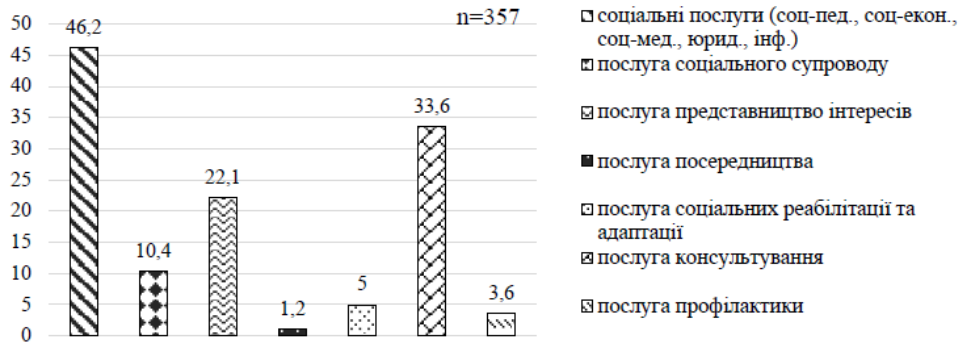 50
45
40
35
30
25
20
15
10
5
0
46,2
10,4
22,1
1,2
5
33,6
3,6
n=357
соціальні послуги (соц-пед., соц-екон.,
соц-мед., юрид., інф.)
послуга соціального супроводу
послуга представництво інтересів
послуга посередництва
послуга соціальних реабілітації та
адаптації
послуга консультування
послуга профілактики